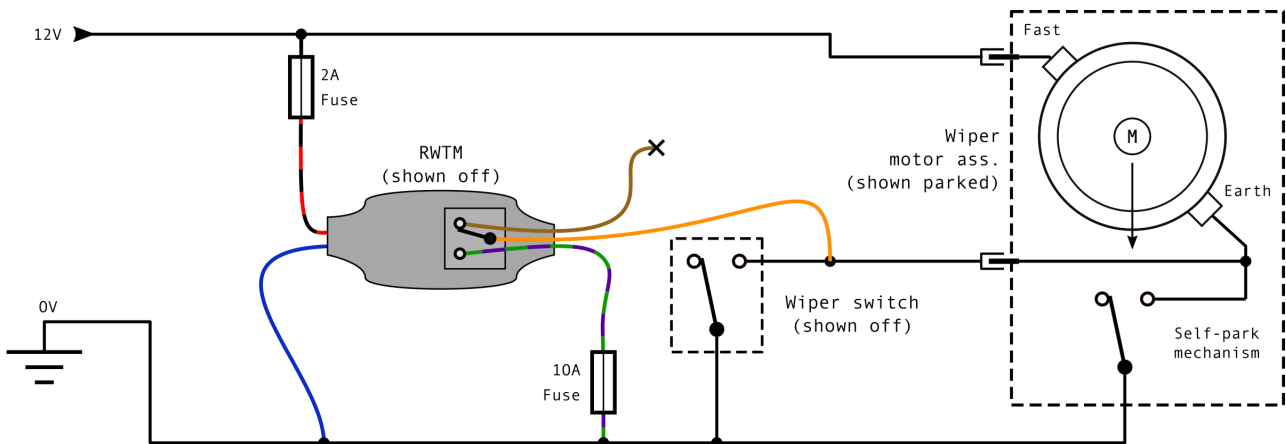 12V
2A
Fuse
RWTM
(shown off)
Fast
M
Wiper
motor ass.
(shown parked)
Earth
0V
Wiper switch
(shown off)
Self-park
mechanism
10A
Fuse